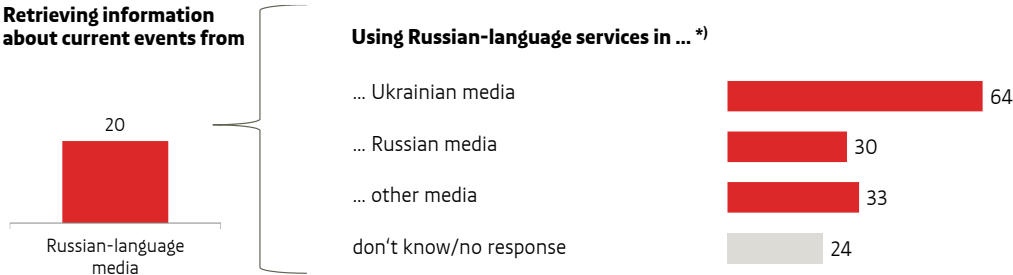 Retrieving information
about current events from
20
Russian-language
media
Using Russian-language services in ... *)
... Ukrainian media
64
... Russian media
30
... other media
33
don‘t know/no response
24